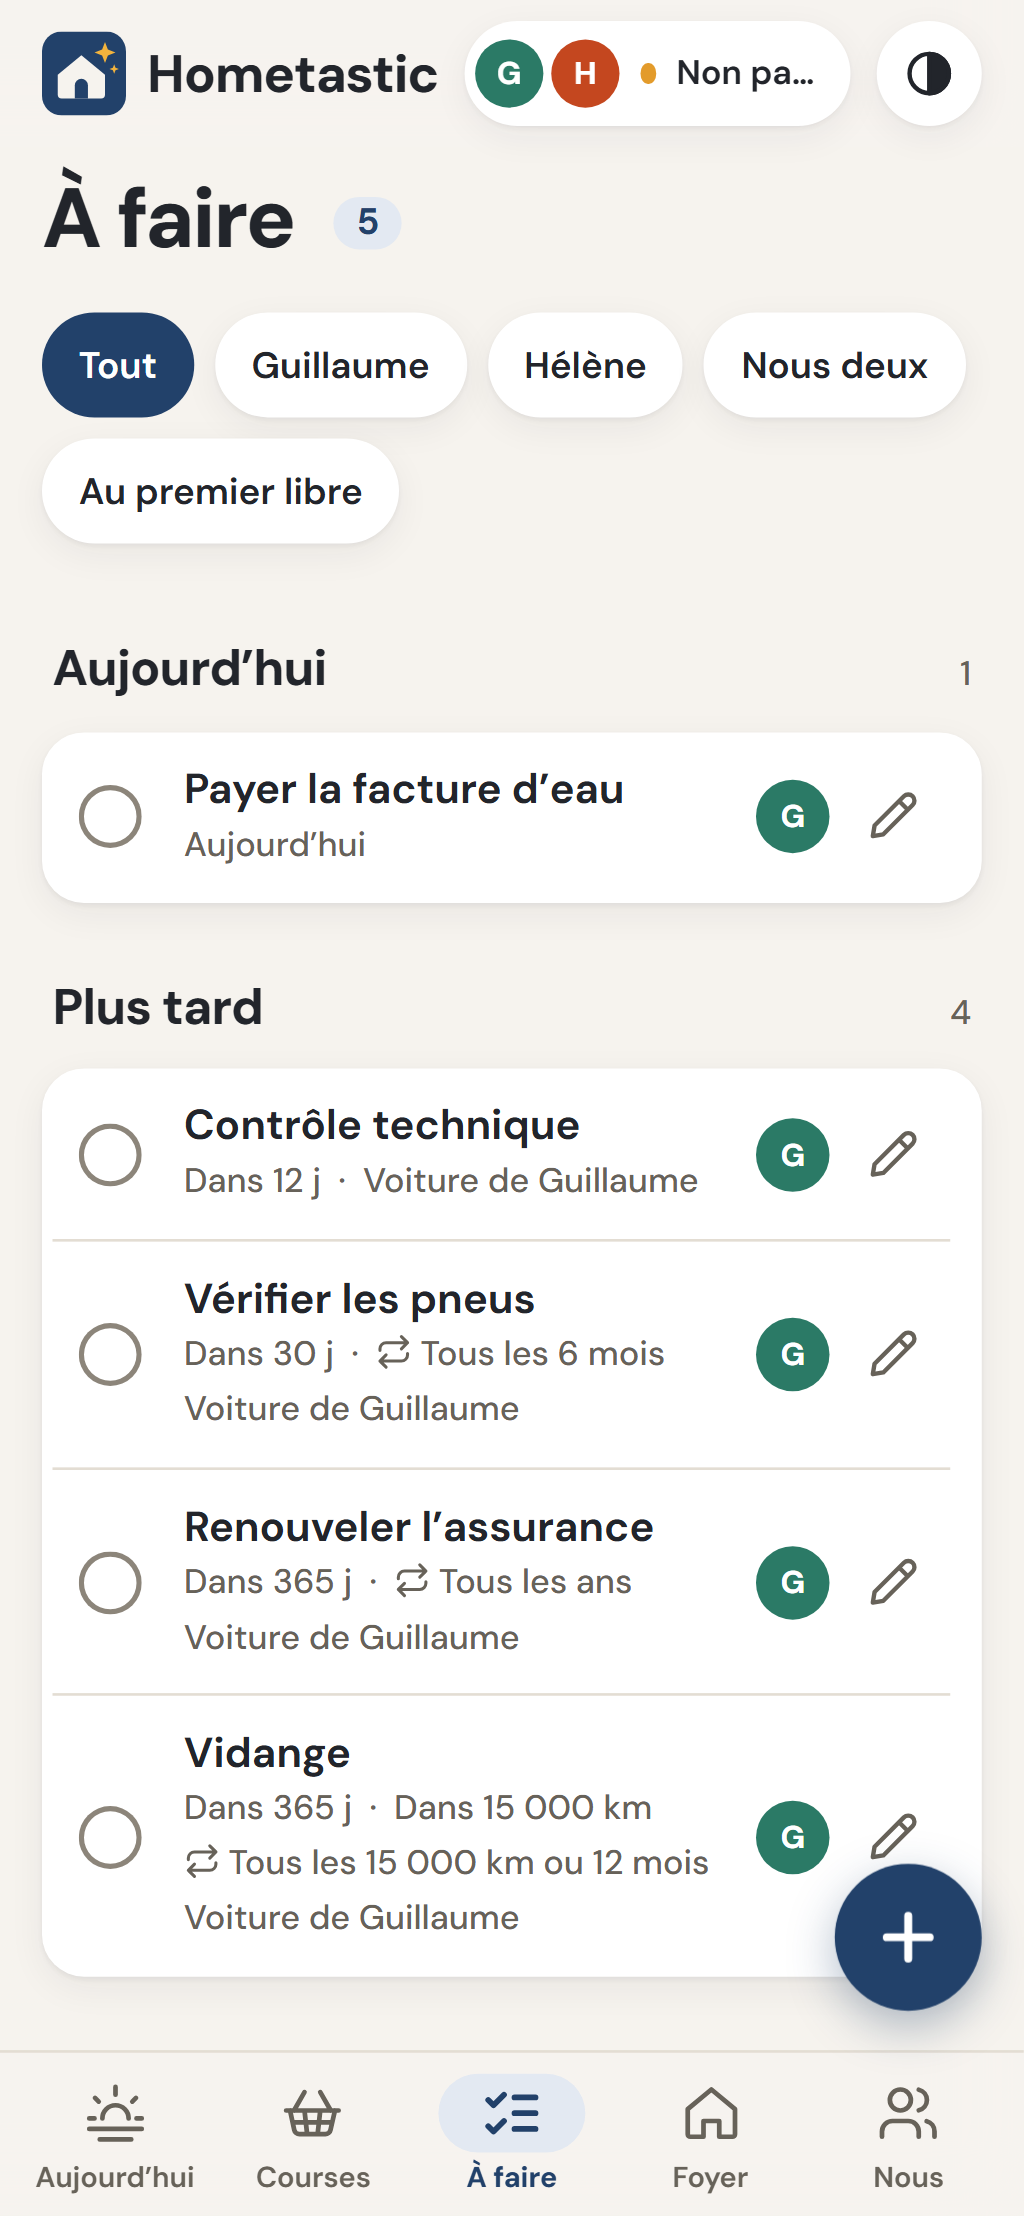 Hometastic
G H Non pa...
À faire 5
Tout Guillaume Hélène Nous deux
Au premier libre
Aujourd’hui 1
Payer la facture d’eau
Aujourd’hui
G
Plus tard 4
Contrôle technique
Dans 12 j · Voiture de Guillaume
G
Vérifier les pneus
Dans 30 j · Tous les 6 mois
Voiture de Guillaume
G
Renouveler l’assurance
Dans 365 j · Tous les ans
Voiture de Guillaume
G
Vidange
Dans 365 j · Dans 15 000 km
Tous les 15 000 km ou 12 mois
Voiture de Guillaume
G
Aujourd’hui Courses À faire Foyer Nous